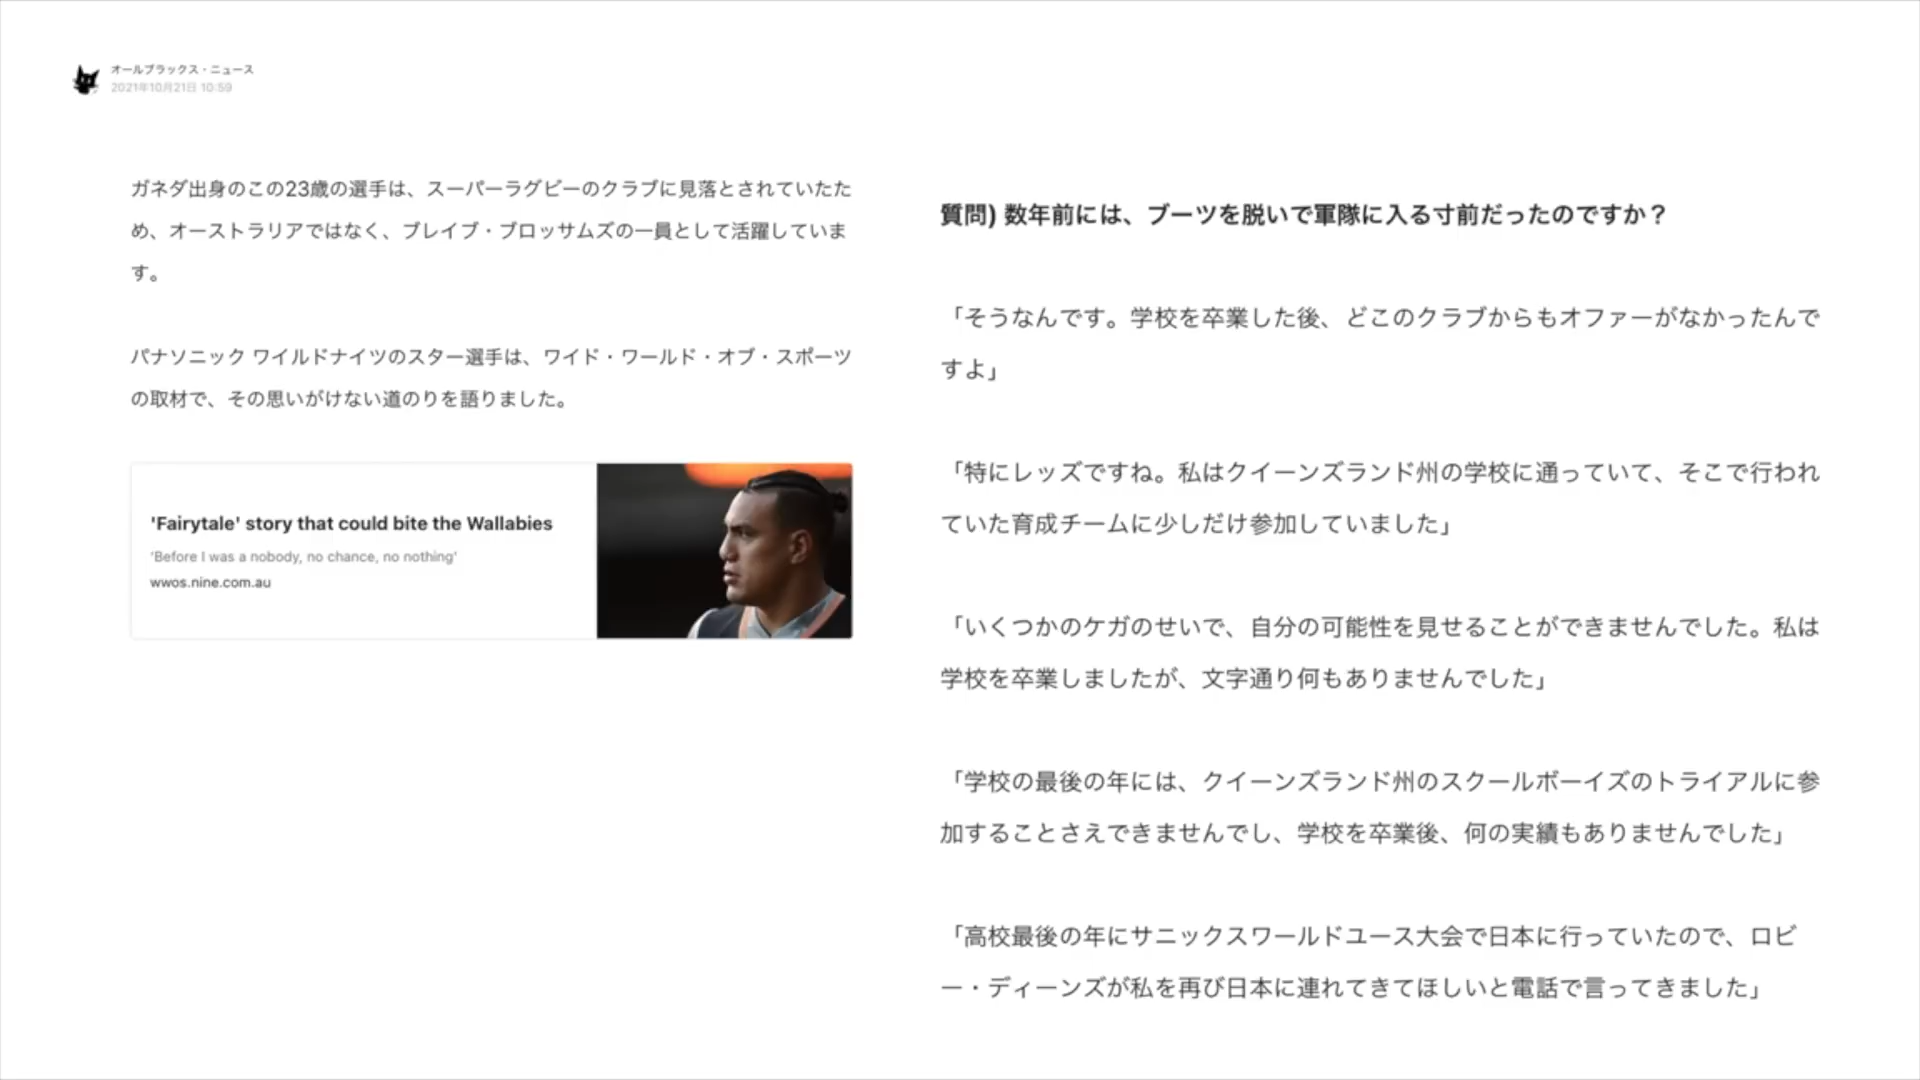 オールブラックス・ニュース
2021年10月21日 10:59
ガネダ出身のこの23歳の選手は、スーパーラグビーのクラブに見落とされていたた
め、オーストラリアではなく、ブレイブ・ブロッサムズの一員として活躍していま
す。
パナソニック ワイルドナイツのスター選手は、ワイド・ワールド・オブ・スポーツ
の取材で、その思いがけない道のりを語りました。
'Fairytale' story that could bite the Wallabies
'Before I was a nobody, no chance, no nothing'
wwos.nine.com.au
質問) 数年前には、ブーツを脱いで軍隊に入る寸前だったのですか？
「そうなんです。学校を卒業した後、どこのクラブからもオファーがなかったんで
すよ」
「特にレッズですね。私はクイーンズランド州の学校に通っていて、そこで行われ
ていた育成チームに少しだけ参加していました」
「いくつかのケガのせいで、自分の可能性を見せることができませんでした。私は
学校を卒業しましたが、文字通り何もありませんでした」
「学校の最後の年には、クイーンズランド州のスクールボーイズのトライアルに参
加することさえできませんでし、学校を卒業後、何の実績もありませんでした」
「高校最後の年にサニックスワールドユース大会で日本に行っていたので、ロビ
ー・ディーンズが私を再び日本に連れてきてほしいと電話で言ってきました」